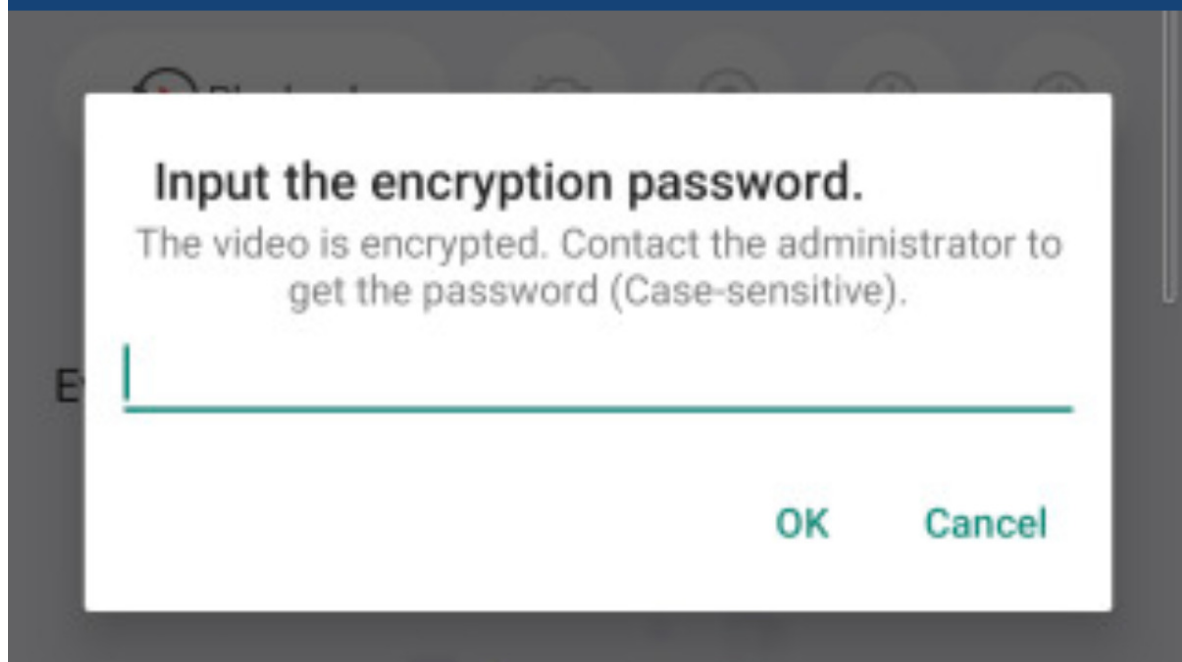 Input the encryption password.
The video is encrypted. Contact the administrator to
get the password (Case-sensitive).
OK Cancel